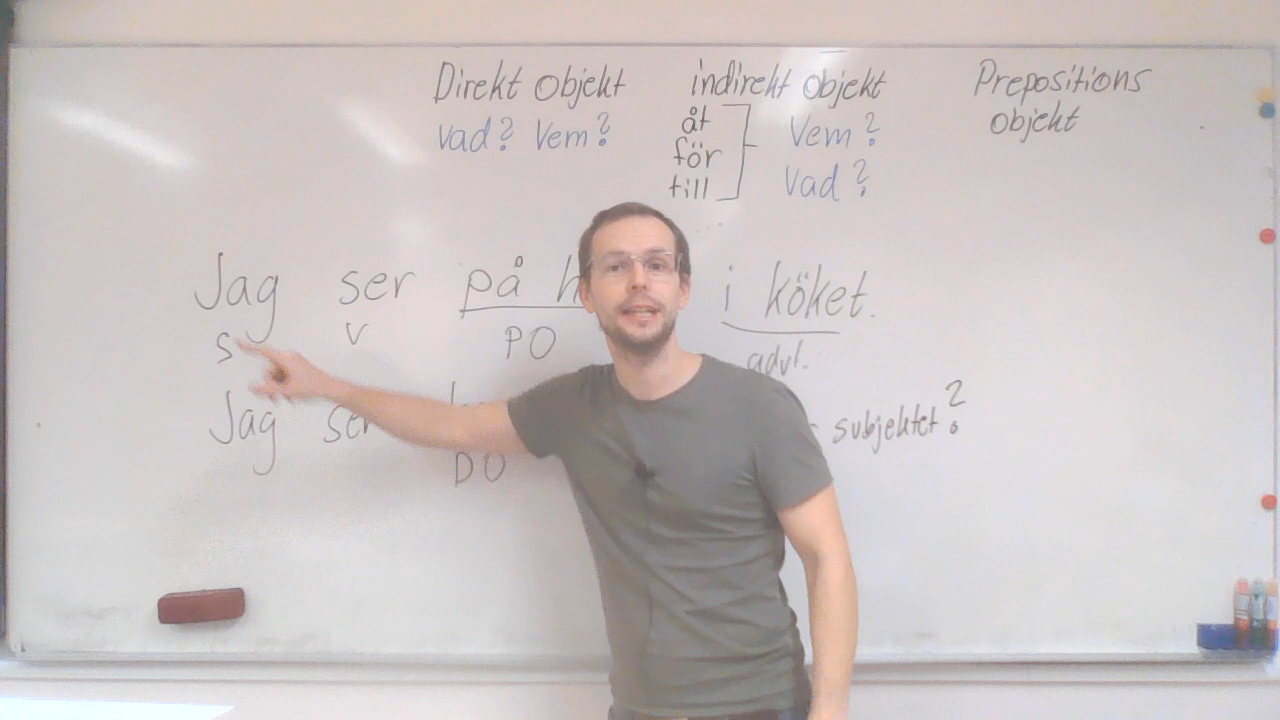 Direkt objekt indirekt objekt Prepositions
objekt
Vad? Vem? åt Vem?
för
till Vad?
Jag ser på i köket.
S V PO advl.
Jag ser subjektet?
DO